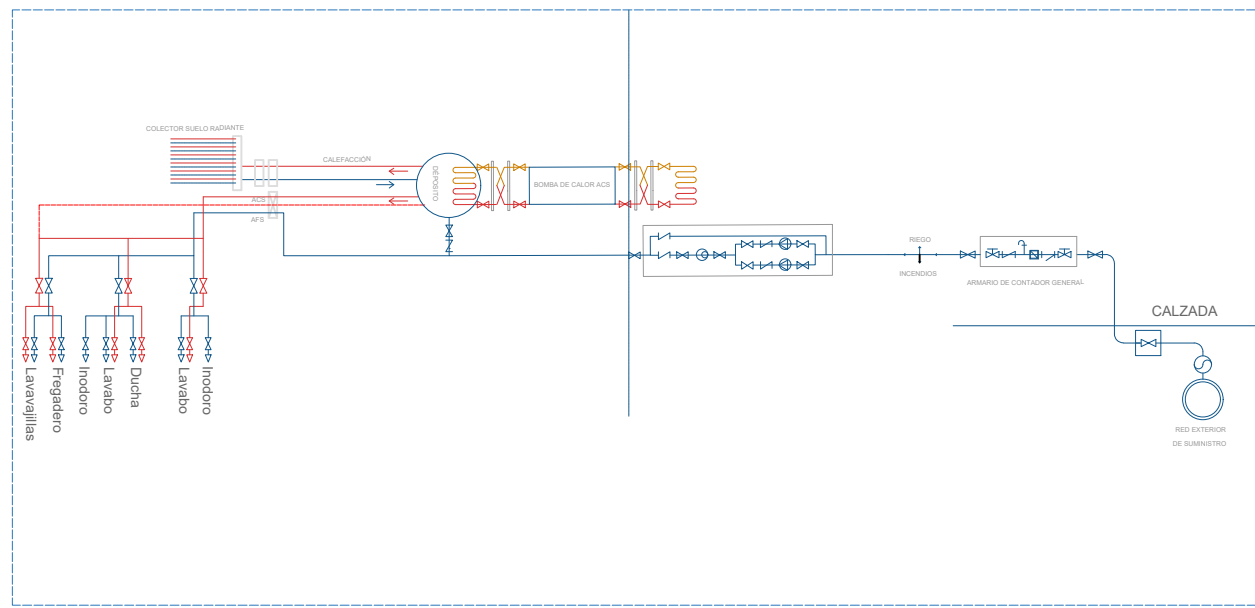 COLECTOR SUELO RADIANTE
CALEFACCIÓN
DEPOSITO
BOMBA DE CALOR ACS
ACS
AFS
RIEGO
INCENDIOS
ARMARIO DE CONTADOR GENERAL
CALZADA
Lavavajillas
Fregadero
Inodoro
Lavabo
Ducha
Lavabo
Inodoro
RED EXTERIOR
DE SUMINISTRO